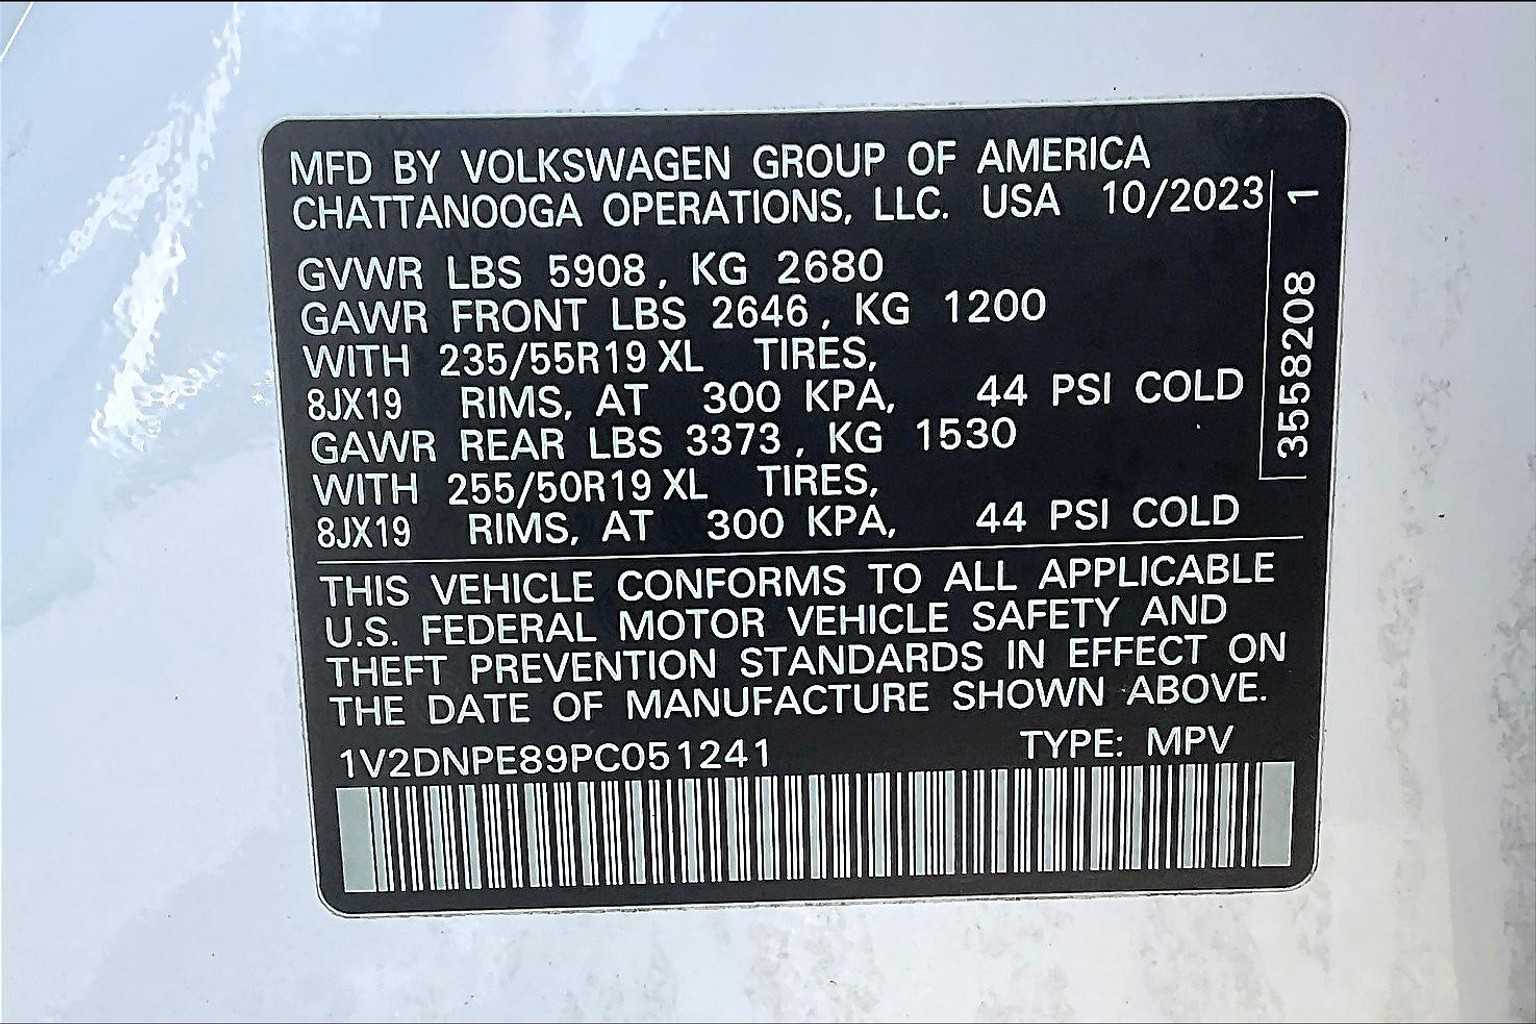 MFD BY VOLKSWAGEN GROUP OF AMERICA
CHATTANOOGA OPERATIONS, LLC. USA 10/2023
GVWR LBS 5908, KG 2680
GAWR FRONT LBS 2646, KG 1200
WITH 235/55R19 XL TIRES,
8JX19 RIMS, AT 300 KPA, 44 PSI COLD
GAWR REAR LBS 3373, KG 1530
WITH 255/50R19 XL TIRES,
8JX19 RIMS, AT 300 KPA, 44 PSI COLD
3558208 1
THIS VEHICLE CONFORMS TO ALL APPLICABLE
U.S. FEDERAL MOTOR VEHICLE SAFETY AND
THEFT PREVENTION STANDARDS IN EFFECT ON
THE DATE OF MANUFACTURE SHOWN ABOVE.
1V2DNPE89PC051241 TYPE: MPV